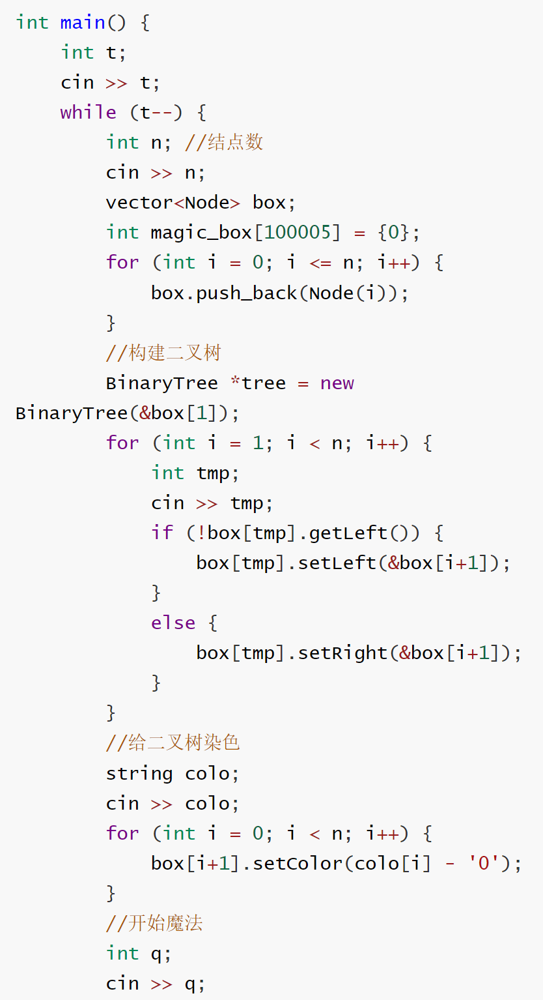 int main() {
    int t;
    cin >> t;
    while (t--) {
        int n; //结点数
        cin >> n;
        vector<Node> box;
        int magic_box[100005] = {0};
        for (int i = 0; i <= n; i++) {
            box.push_back(Node(i));
        }
        //构建二叉树
        BinaryTree *tree = new
BinaryTree(&box[1]);
        for (int i = 1; i < n; i++) {
            int tmp;
            cin >> tmp;
            if (!box[tmp].getLeft()) {
                box[tmp].setLeft(&box[i+1]);
            }
            else {
                box[tmp].setRight(&box[i+1]);
            }
        }
        //给二叉树染色
        string colo;
        cin >> colo;
        for (int i = 0; i < n; i++) {
            box[i+1].setColor(colo[i] - '0');
        }
        //开始魔法
        int q;
        cin >> q;